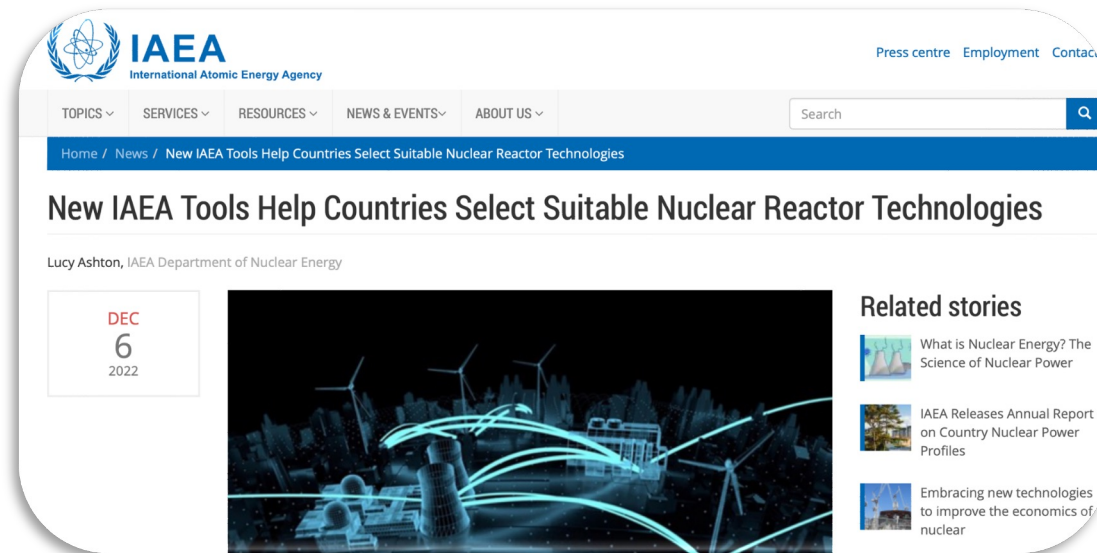 IAEA
International Atomic Energy Agency
Press centre Employment
TOPICS SERVICES RESOURCES NEWS & EVENTS ABOUT US
Search
Home / News / New IAEA Tools Help Countries Select Suitable Nuclear Reactor Technologies
New IAEA Tools Help Countries Select Suitable Nuclear Reactor Technologies
Lucy Ashton, IAEA Department of Nuclear Energy
DEC
6
2022
Related stories
What is Nuclear Energy? The
Science of Nuclear Power
IAEA Releases Annual Report
on Country Nuclear Power
Profiles
Embracing new technologies
to improve the economics of
nuclear